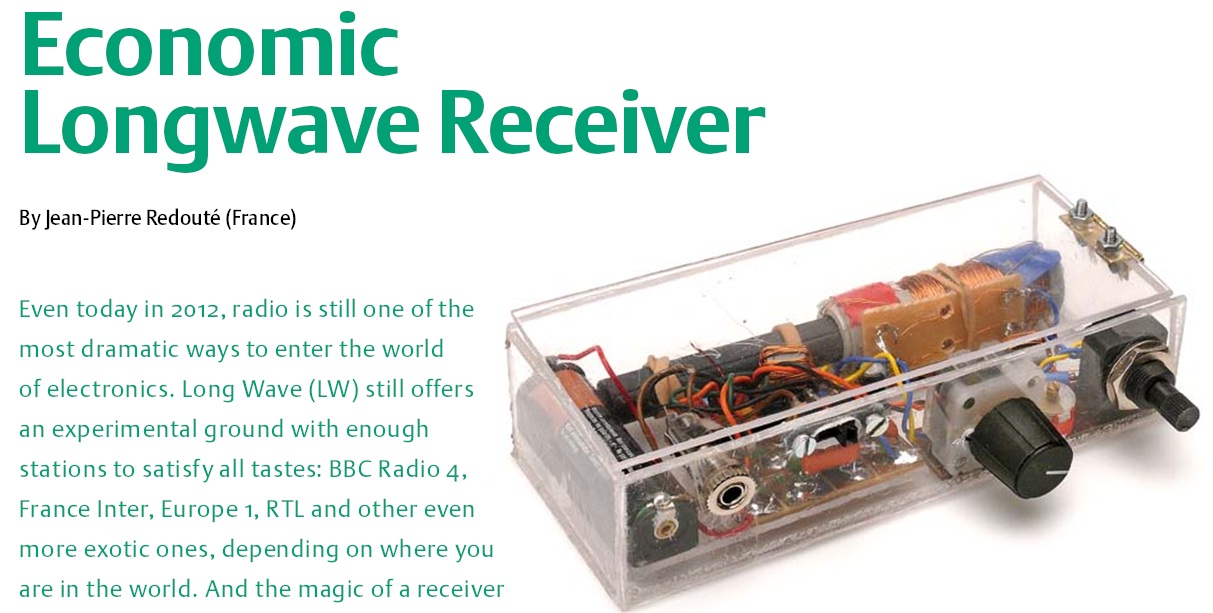 Economic
Longwave Receiver
By Jean-Pierre Redouté (France)
Even today in 2012, radio is still one of the
most dramatic ways to enter the world
of electronics. Long Wave (LW) still offers
an experimental ground with enough
stations to satisfy all tastes: BBC Radio 4,
France Inter, Europe 1, RTL and other even
more exotic ones, depending on where you
are in the world. And the magic of a receiver